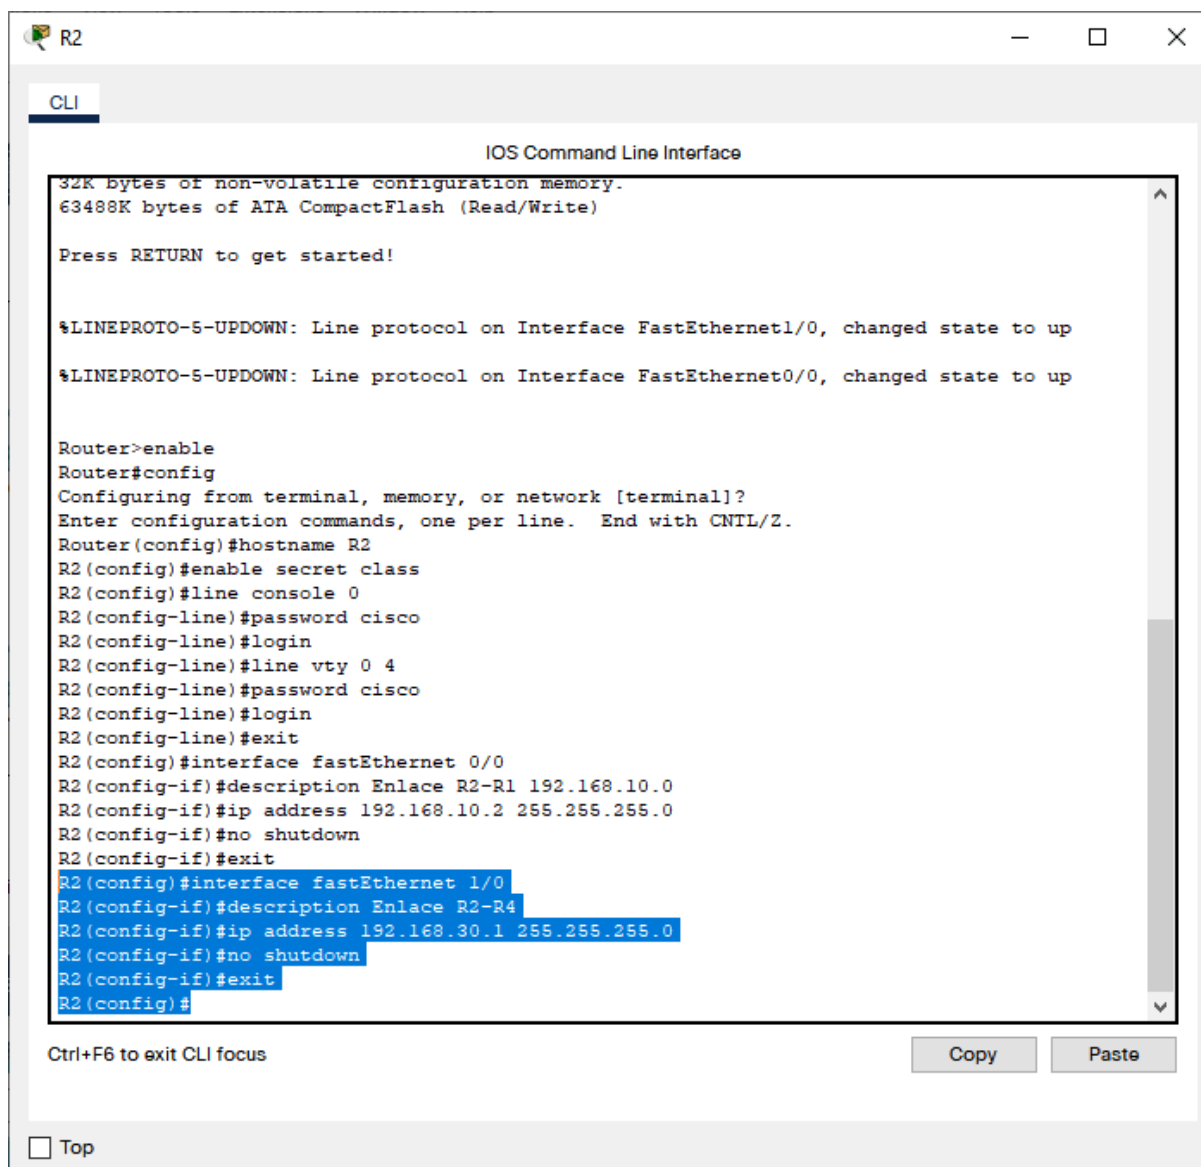 R2
CLI
IOS Command Line Interface
32K bytes of non-volatile configuration memory.
63488K bytes of ATA CompactFlash (Read/Write)
Press RETURN to get started!
%LINEPROTO-5-UPDOWN: Line protocol on Interface FastEthernet1/0, changed state to up
%LINEPROTO-5-UPDOWN: Line protocol on Interface FastEthernet0/0, changed state to up
Router>enable
Router#config
Configuring from terminal, memory, or network [terminal]?
Enter configuration commands, one per line.  End with CNTL/Z.
Router(config)#hostname R2
R2(config)#enable secret class
R2(config)#line console 0
R2(config-line)#password cisco
R2(config-line)#login
R2(config-line)#line vty 0 4
R2(config-line)#password cisco
R2(config-line)#login
R2(config-line)#exit
R2(config)#interface fastEthernet 0/0
R2(config-if)#description Enlace R2-R1 192.168.10.0
R2(config-if)#ip address 192.168.10.2 255.255.255.0
R2(config-if)#no shutdown
R2(config-if)#exit
R2(config)#interface fastEthernet 1/0
R2(config-if)#description Enlace R2-R4
R2(config-if)#ip address 192.168.30.1 255.255.255.0
R2(config-if)#no shutdown
R2(config-if)#exit
R2(config)#
Ctrl+F6 to exit CLI focus
Copy
Paste
Top